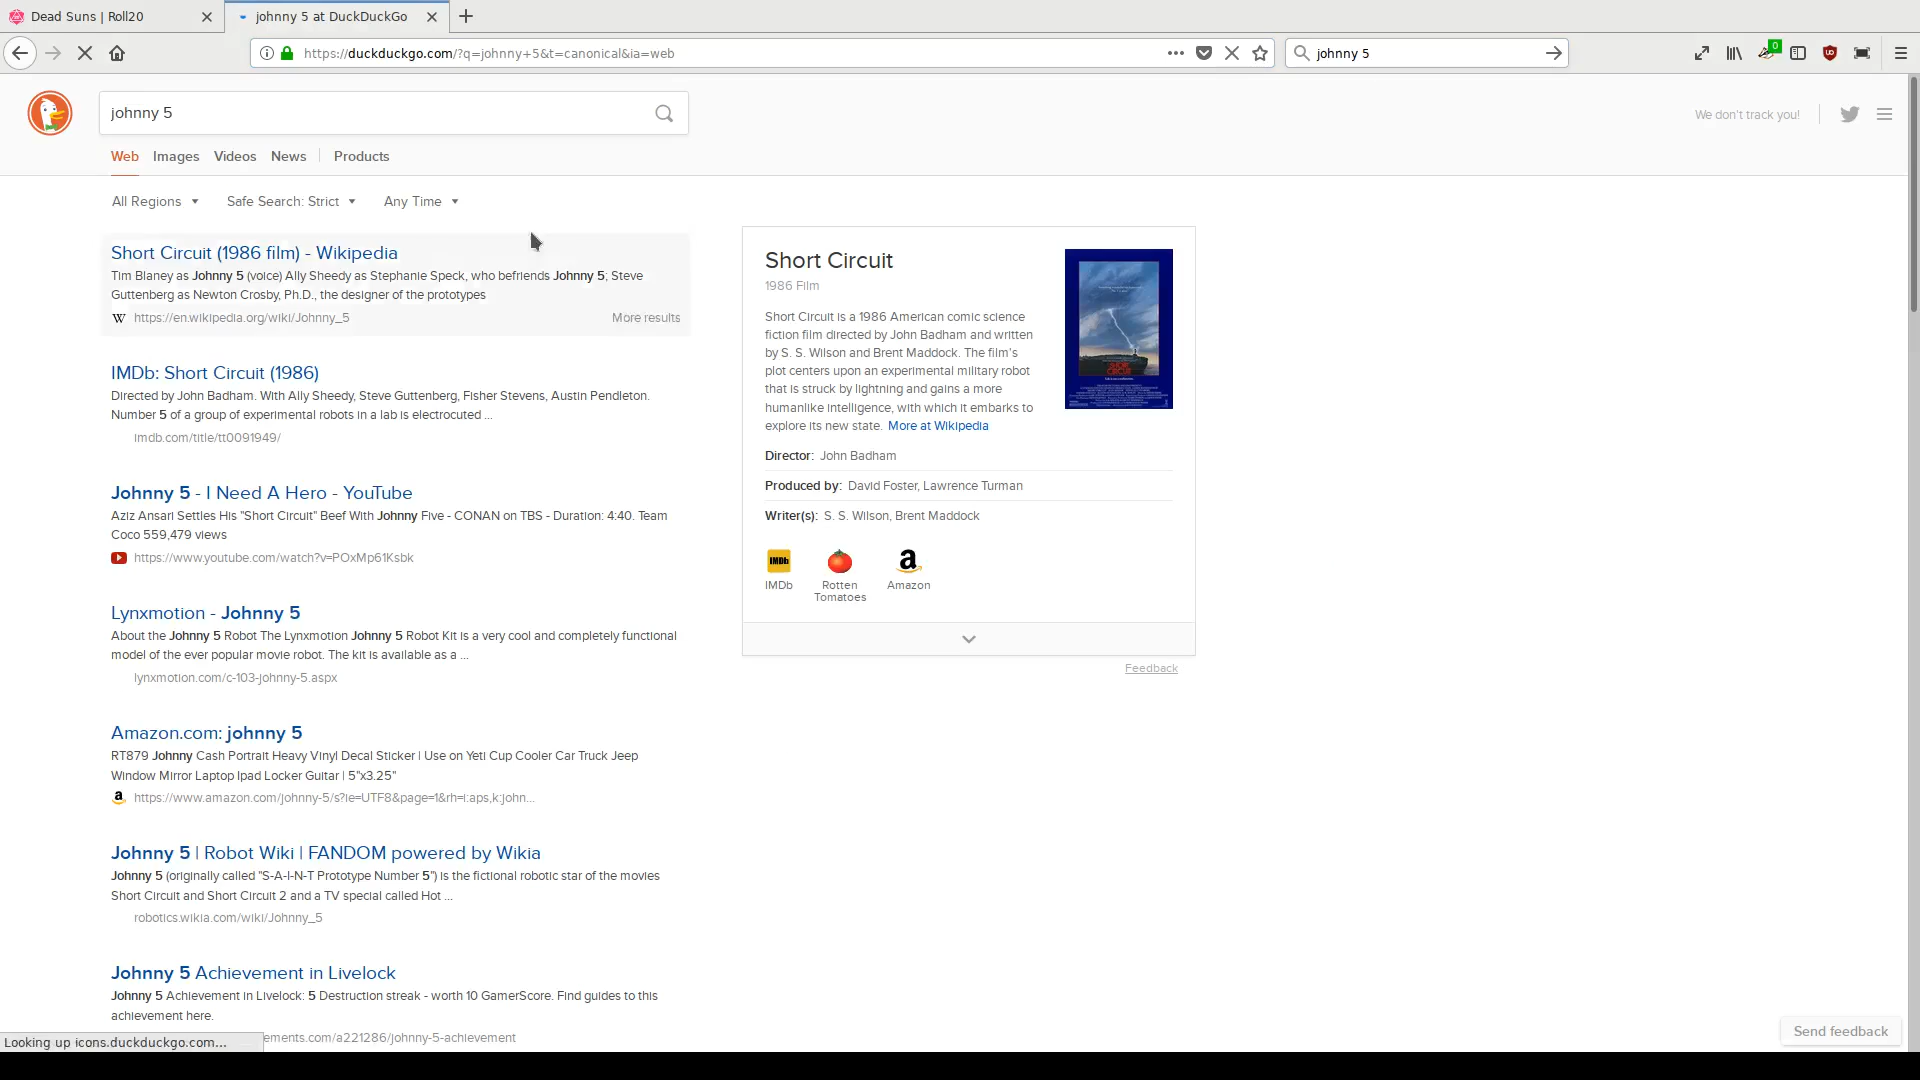 Dead Suns | Roll20
johnny 5 at DuckDuckGo
https://duckduckgo.com/?q=johnny+5&t=canonical&ia=web
johnny 5
0
johnny 5
We don't track you!
Web Images Videos News Products
All Regions Safe Search: Strict Any Time
Short Circuit (1986 film) - Wikipedia
Tim Blaney as Johnny 5 (voice) Ally Sheedy as Stephanie Speck, who befriends Johnny 5; Steve
Guttenberg as Newton Crosby, Ph.D., the designer of the prototypes
W https://en.wikipedia.org/wiki/Johnny_5 More results
IMDb: Short Circuit (1986)
Directed by John Badham. With Ally Sheedy, Steve Guttenberg, Fisher Stevens, Austin Pendleton.
Number 5 of a group of experimental robots in a lab is electrocuted ...
imdb.com/title/tt0091949/
Johnny 5 - I Need A Hero - YouTube
Aziz Ansari Settles His "Short Circuit" Beef With Johnny Five - CONAN on TBS - Duration: 4:40. Team
Coco 559,479 views
https://www.youtube.com/watch?v=POxMp61Ksbk
Lynxmotion - Johnny 5
About the Johnny 5 Robot The Lynxmotion Johnny 5 Robot Kit is a very cool and completely functional
model of the ever popular movie robot. The kit is available as a ...
lynxmotion.com/c-103-johnny-5.aspx
Amazon.com: johnny 5
RT879 Johnny Cash Portrait Heavy Vinyl Decal Sticker | Use on Yeti Cup Cooler Car Truck Jeep
Window Mirror Laptop Ipad Locker Guitar | 5"x3.25"
a https://www.amazon.com/johnny-5/s?ie=UTF8&page=1&rh=i:aps,k:john...
Johnny 5 | Robot Wiki | FANDOM powered by Wikia
Johnny 5 (originally called "S-A-I-N-T Prototype Number 5") is the fictional robotic star of the movies
Short Circuit and Short Circuit 2 and a TV special called Hot ...
robotics.wikia.com/wiki/Johnny_5
Johnny 5 Achievement in Livelock
Johnny 5 Achievement in Livelock: 5 Destruction streak - worth 10 GamerScore. Find guides to this
achievement here.
ements.com/a221286/johnny-5-achievement
Looking up icons.duckduckgo.com...
Short Circuit
1986 Film
Short Circuit is a 1986 American comic science
fiction film directed by John Badham and written
by S. S. Wilson and Brent Maddock. The film's
plot centers upon an experimental military robot
that is struck by lightning and gains a more
humanlike intelligence, with which it embarks to
explore its new state. More at Wikipedia
Director: John Badham
Produced by: David Foster, Lawrence Turman
Writer(s): S. S. Wilson, Brent Maddock
IMDb
a
IMDb
Rotten
Tomatoes
Amazon
Feedback
Send feedback